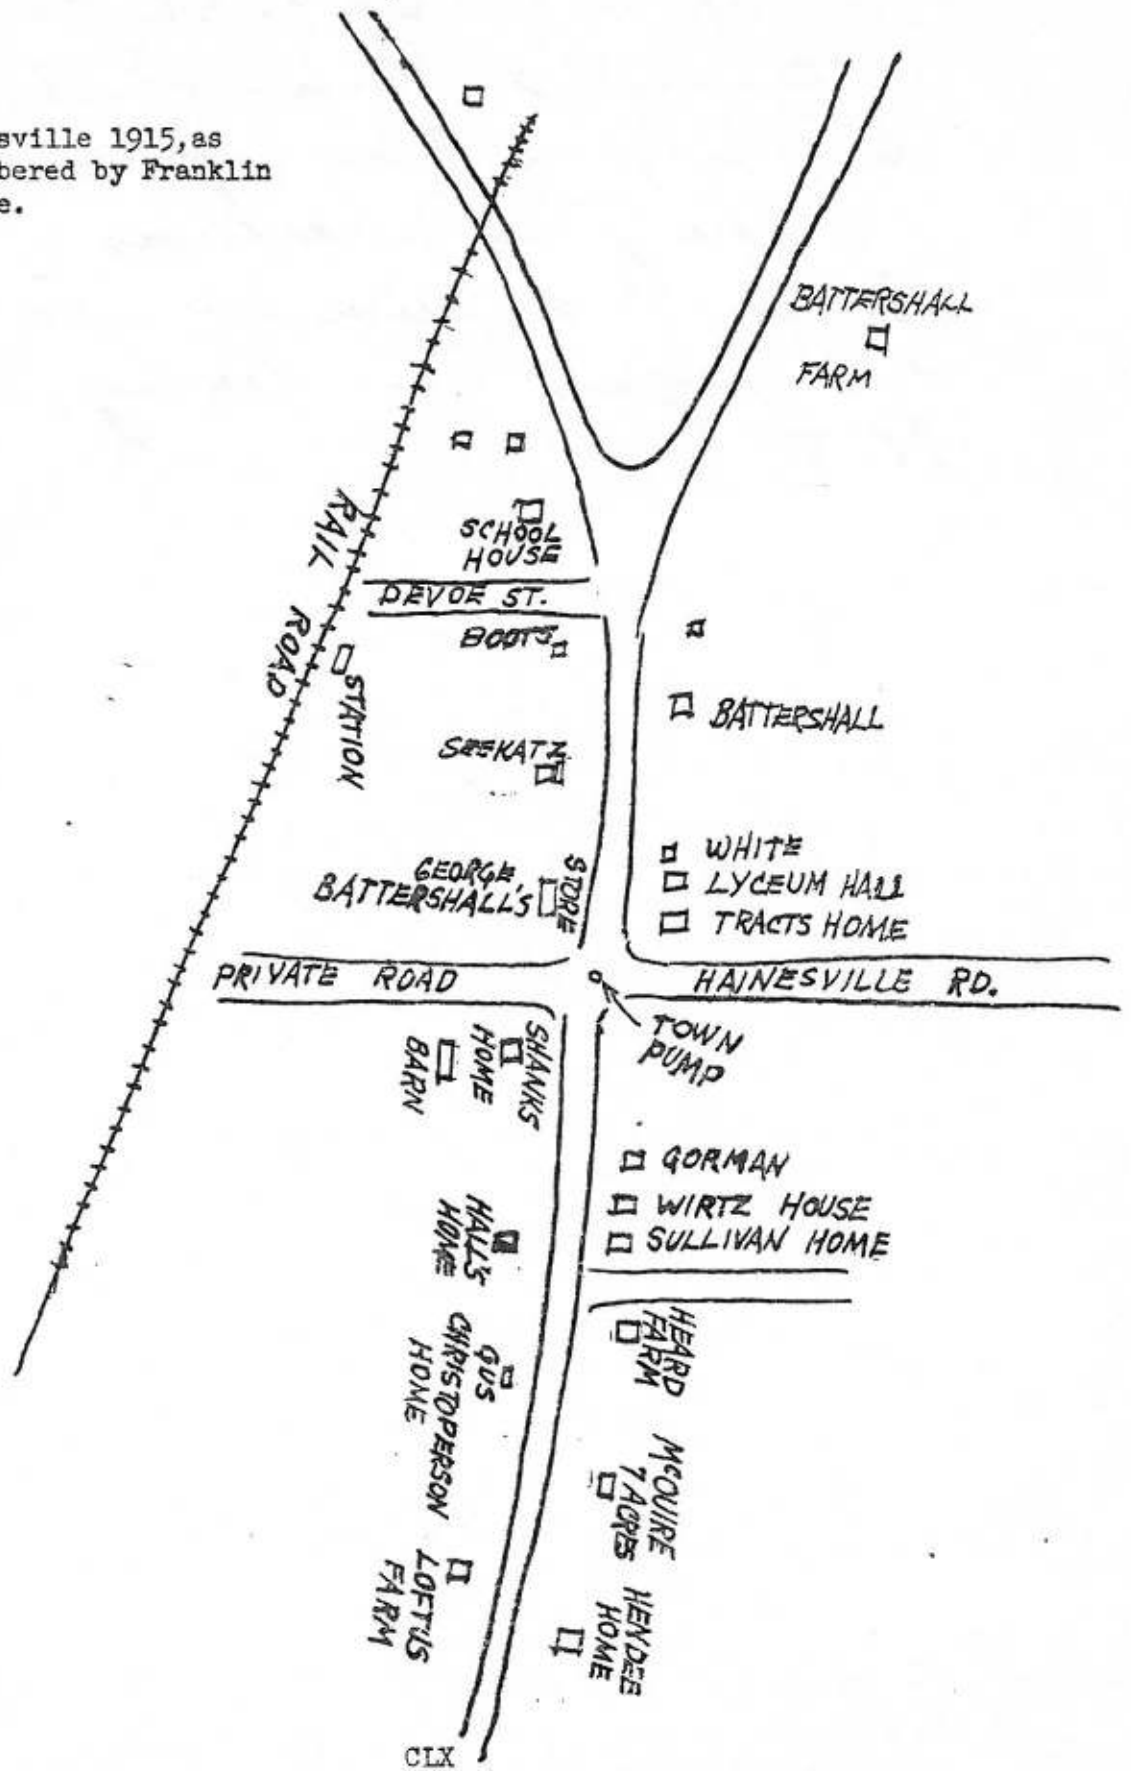 sville 1915,as
bered by Franklin
e.
BATTERSHALL
FARM
SCHOOL
HOUSE
DEVOE ST.
RAIL ROAD
BOOTS
STATION
BATTERSHALL
SEEKATZ
WHITE
GEORGE
BATTERSHALL'S
STORE
LYCEUM HALL
TRACTS HOME
PRIVATE ROAD
HAINESVILLE RD.
TOWN
PUMP
SHANKS
HOME
BARN
GORMAN
WIRTZ HOUSE
SULLIVAN HOME
HALL'S
HOME
HEARD
FARM
GUS
CHRISTOPERSON
HOME
MCQUIRE
7 ACRES
LOFTUS
FARM
HENDEE
HOME
CLX